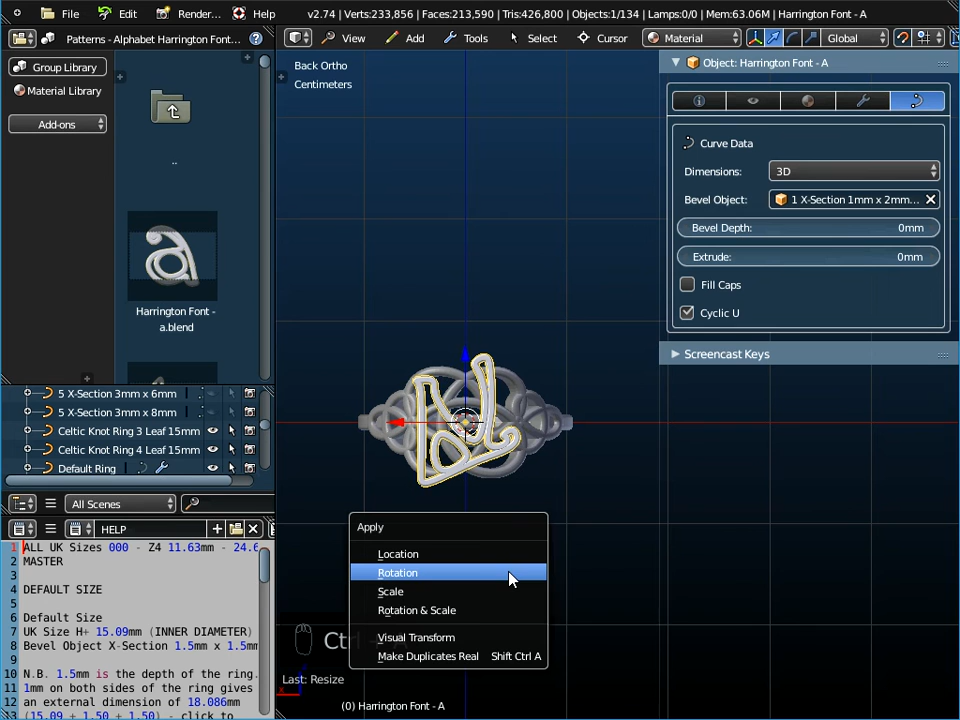 File Edit Render... Help v2.74 | Verts:233,856 | Faces:213,590 | Tris:426,800 | Objects:1/134 | Lamps:0/0 | Mem:63.06M | Harrington Font - A
Patterns - Alphabet Harrington Font...
View Add Tools Select Cursor Material Global
Group Library
Material Library
Add-ons
..
Harrington Font -
a.blend
Back Ortho
Centimeters
Object: Harrington Font - A
Curve Data
Dimensions: 3D
Bevel Object: 1 X-Section 1mm x 2mm...
Bevel Depth: 0mm
Extrude: 0mm
Fill Caps
Cyclic U
Screencast Keys
5 X-Section 3mm x 6mm
5 X-Section 3mm x 8mm
Celtic Knot Ring 3 Leaf 15mm
Celtic Knot Ring 4 Leaf 15mm
Default Ring
All Scenes
HELP
1 ALL UK Sizes 000 - Z4 11.63mm - 24.6
2 MASTER
3
4 DEFAULT SIZE
5
6 Default Size
7 UK Size H+ 15.09mm (INNER DIAMETER)
8 Bevel Object X-Section 1.5mm x 1.5mm
9
10 N.B. 1.5mm is the depth of the ring.
11 1mm on both sides of the ring gives
12 an external dimension of 18.086mm
13 (15.09 + 1.50 + 1.50) - click to
Apply
Location
Rotation
Scale
Rotation & Scale
Visual Transform
Make Duplicates Real Shift Ctrl A
Last: Resize
(0) Harrington Font - A